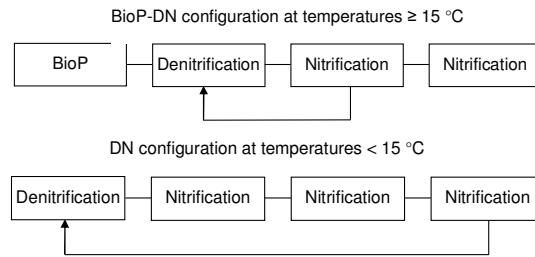 BioP-DN configuration at temperatures ≥ 15 °C
BioP Denitrification Nitrification Nitrification
DN configuration at temperatures < 15 °C
Denitrification Nitrification Nitrification Nitrification